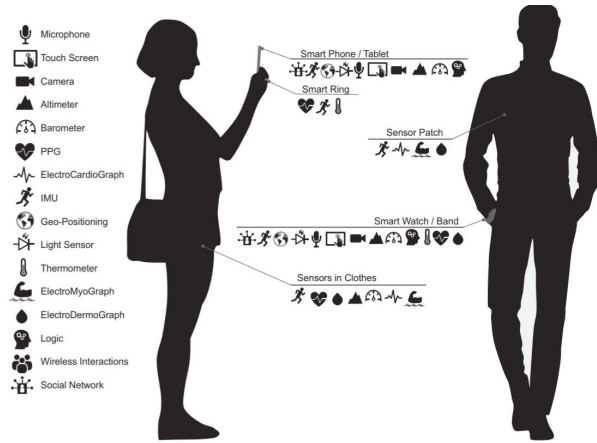 Microphone
Touch Screen
Camera
Altimeter
Barometer
PPG
ElectroCardioGraph
IMU
Geo-Positioning
Light Sensor
Thermometer
ElectroMyoGraph
ElectroDermoGraph
Logic
Wireless Interactions
Social Network
Smart Phone / Tablet
Smart Ring
Sensor Patch
Smart Watch / Band
Sensors in Clothes